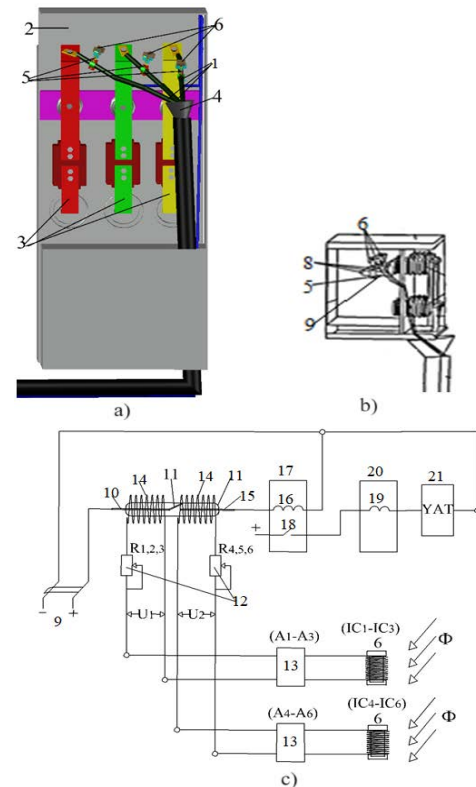 2
6
1
5
4
3
a)
6
8
5
9
b)
14 11 14 11 17 20 21
10 15 16 19 YAT
+ 18
R1,2,3 R4,5,6
12
U1 U2
− +
9
(A1-A3) (IC1-IC3)
13 6 Φ
(A4-A6) (IC4-IC6)
13 6 Φ
c)